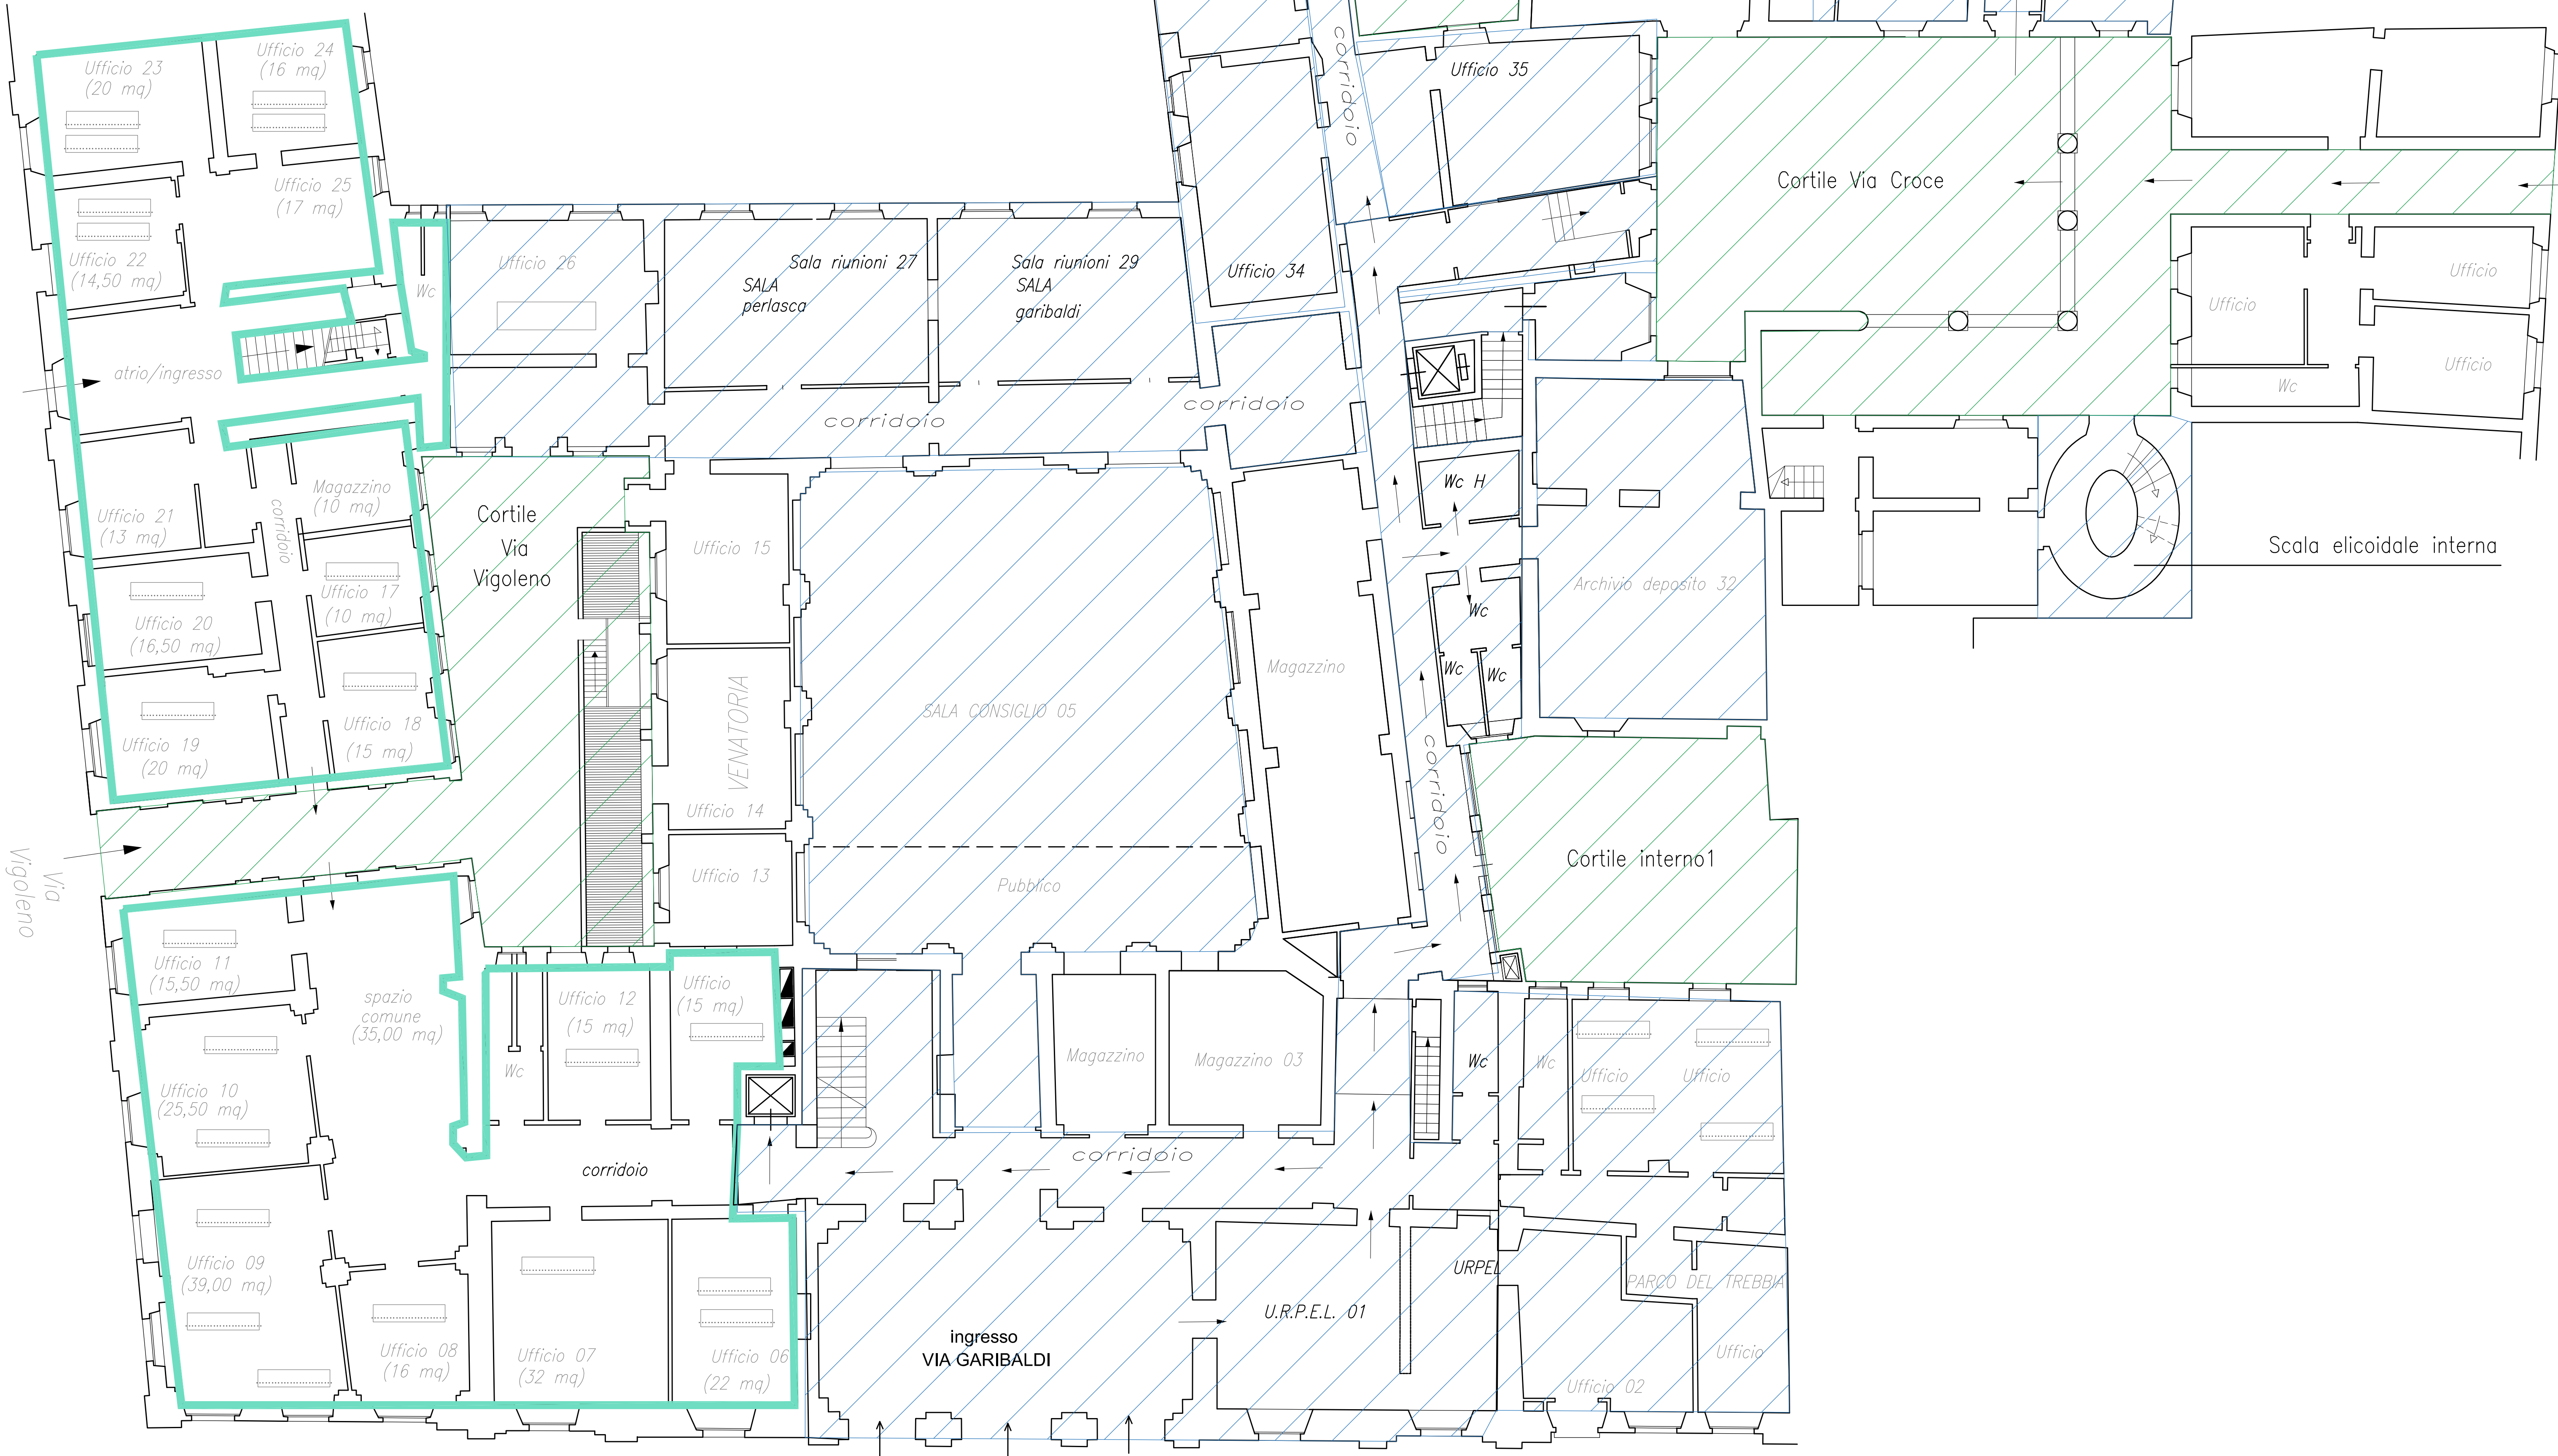 Ufficio 23
(20 mq)
Ufficio 24
(16 mq)
Ufficio 25
(17 mq)
Ufficio 22
(14,50 mq)
Wc
atrio/ingresso
Ufficio 26
Sala riunioni 27
SALA
perlasca
Sala riunioni 29
SALA
garibaldi
corridoio
corridoio
Ufficio 34
corridoio
Ufficio 35
Cortile Via Croce
Ufficio
Ufficio
Ufficio
Wc
Scala elicoidale interna
Magazzino
(10 mq)
corridoio
Ufficio 21
(13 mq)
Ufficio 17
(10 mq)
Ufficio 20
(16,50 mq)
Ufficio 18
(15 mq)
Ufficio 19
(20 mq)
Cortile
Via
Vigoleno
Ufficio 15
VENATORIA
Ufficio 14
Ufficio 13
SALA CONSIGLIO 05
Pubblico
Magazzino
Wc H
Wc
Wc
Wc
corridoio
Archivio deposito 32
Cortile interno1
Via
Vigoleno
Ufficio 11
(15,50 mq)
spazio
comune
(35,00 mq)
Ufficio 10
(25,50 mq)
Wc
Ufficio 12
(15 mq)
Ufficio
(15 mq)
corridoio
Ufficio 09
(39,00 mq)
Ufficio 08
(16 mq)
Ufficio 07
(32 mq)
Ufficio 06
(22 mq)
Magazzino
Magazzino 03
corridoio
Wc
Wc
Ufficio
Ufficio
ingresso
VIA GARIBALDI
U.R.P.E.L. 01
URPEL
PARCO DEL TREBBIA
Ufficio
Ufficio 02